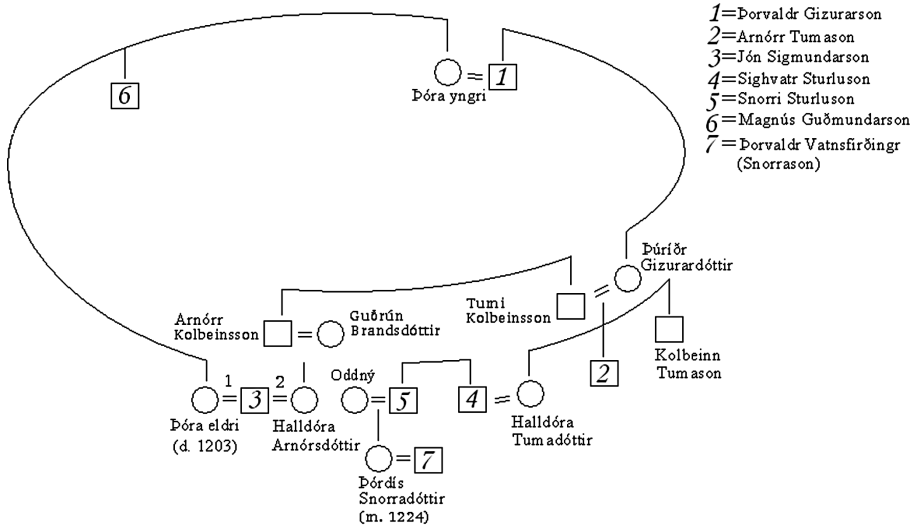 1=Þorvaldr Gizurarson
2=Arnórr Tumason
3=Jón Sigmundarson
4=Sighvatr Sturluson
5=Snorri Sturluson
6=Magnús Guðmundarson
7=Þorvaldr Vatnsfirðingr
(Snorrason)
6
Þóra yngri
=
1
Þúríðr
Gizurardóttir
Tumi
Kolbeinsson
=
Arnórr
Kolbeinsson
=
Guðrún
Brandsdóttir
Kolbeinn
Tumason
2
Oddný
1
2
=
3
=
=
5
4
=
Þóra eldri
(d. 1203)
Halldóra
Arnórsdóttir
Halldóra
Tumadóttir
=
7
Þórdís
Snorradóttir
(m. 1224)